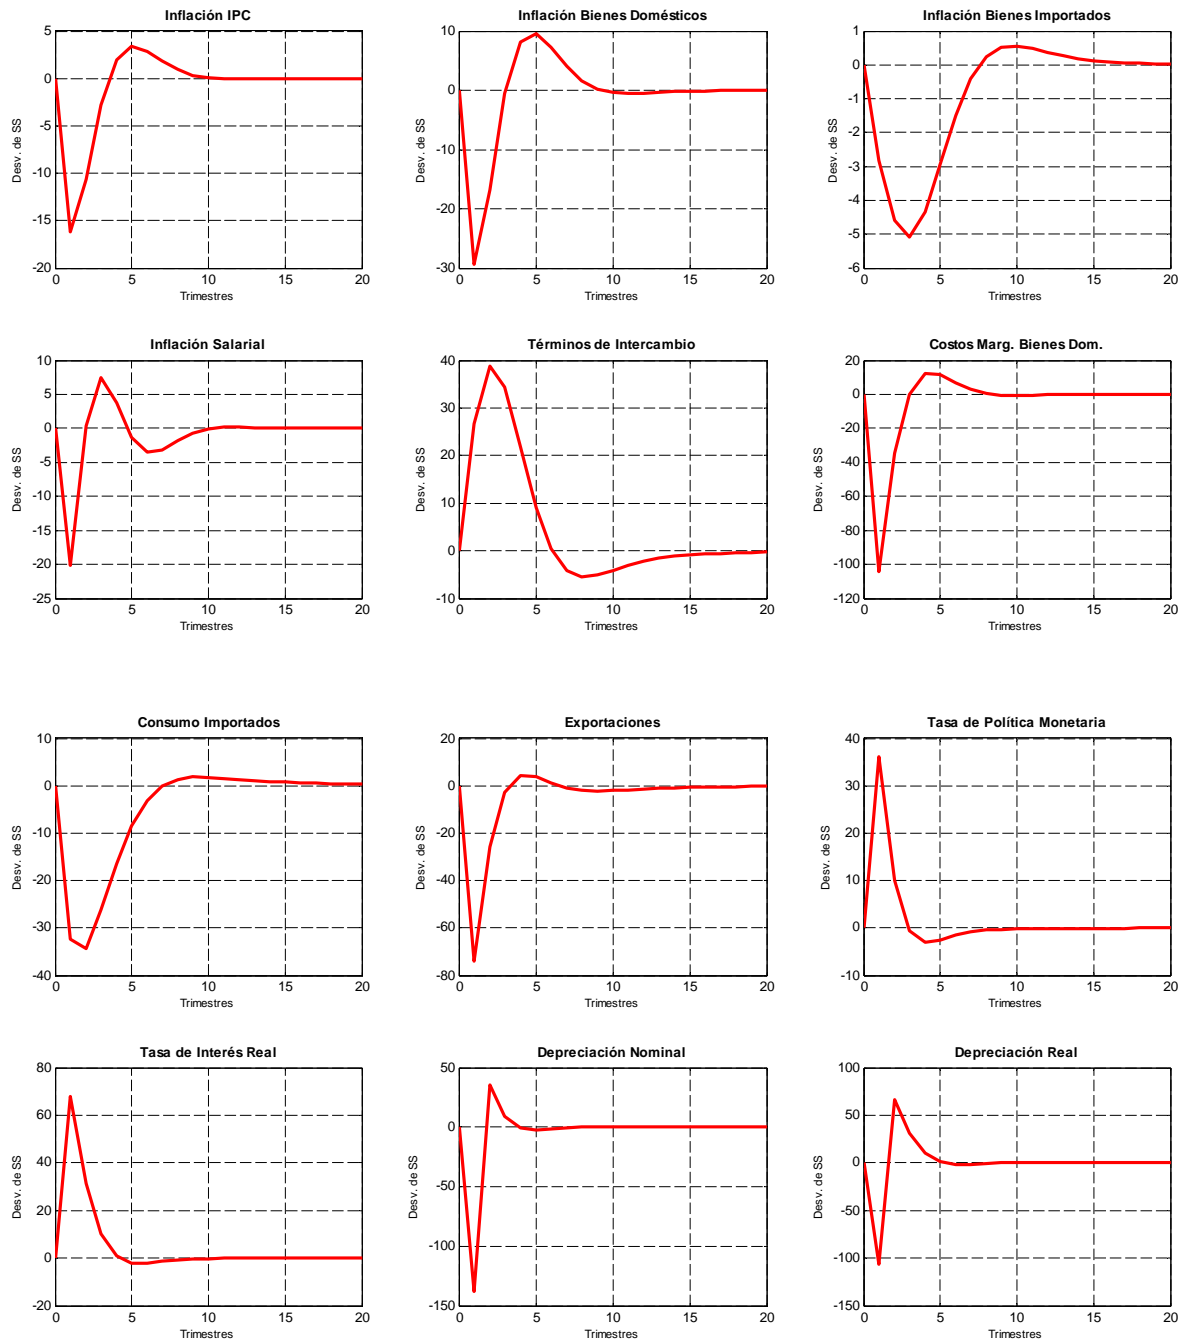 Inflación IPC
5
0
-5
-10
-15
-20
Desv. de SS
0 5 10 15 20
Trimestres
Inflación Bienes Domésticos
10
0
-10
-20
-30
Desv. de SS
0 5 10 15 20
Trimestres
Inflación Bienes Importados
1
0
-1
-2
-3
-4
-5
-6
Desv. de SS
0 5 10 15 20
Trimestres
Inflación Salarial
10
5
0
-5
-10
-15
-20
-25
Desv. de SS
0 5 10 15 20
Trimestres
Términos de Intercambio
40
30
20
10
0
-10
Desv. de SS
0 5 10 15 20
Trimestres
Costos Marg. Bienes Dom.
20
0
-20
-40
-60
-80
-100
-120
Desv. de SS
0 5 10 15 20
Trimestres
Consumo Importados
10
0
-10
-20
-30
-40
Desv. de SS
0 5 10 15 20
Trimestres
Exportaciones
20
0
-20
-40
-60
-80
Desv. de SS
0 5 10 15 20
Trimestres
Tasa de Política Monetaria
40
30
20
10
0
-10
Desv. de SS
0 5 10 15 20
Trimestres
Tasa de Interés Real
80
60
40
20
0
-20
Desv. de SS
0 5 10 15 20
Trimestres
Depreciación Nominal
50
0
-50
-100
-150
Desv. de SS
0 5 10 15 20
Trimestres
Depreciación Real
100
50
0
-50
-100
-150
Desv. de SS
0 5 10 15 20
Trimestres